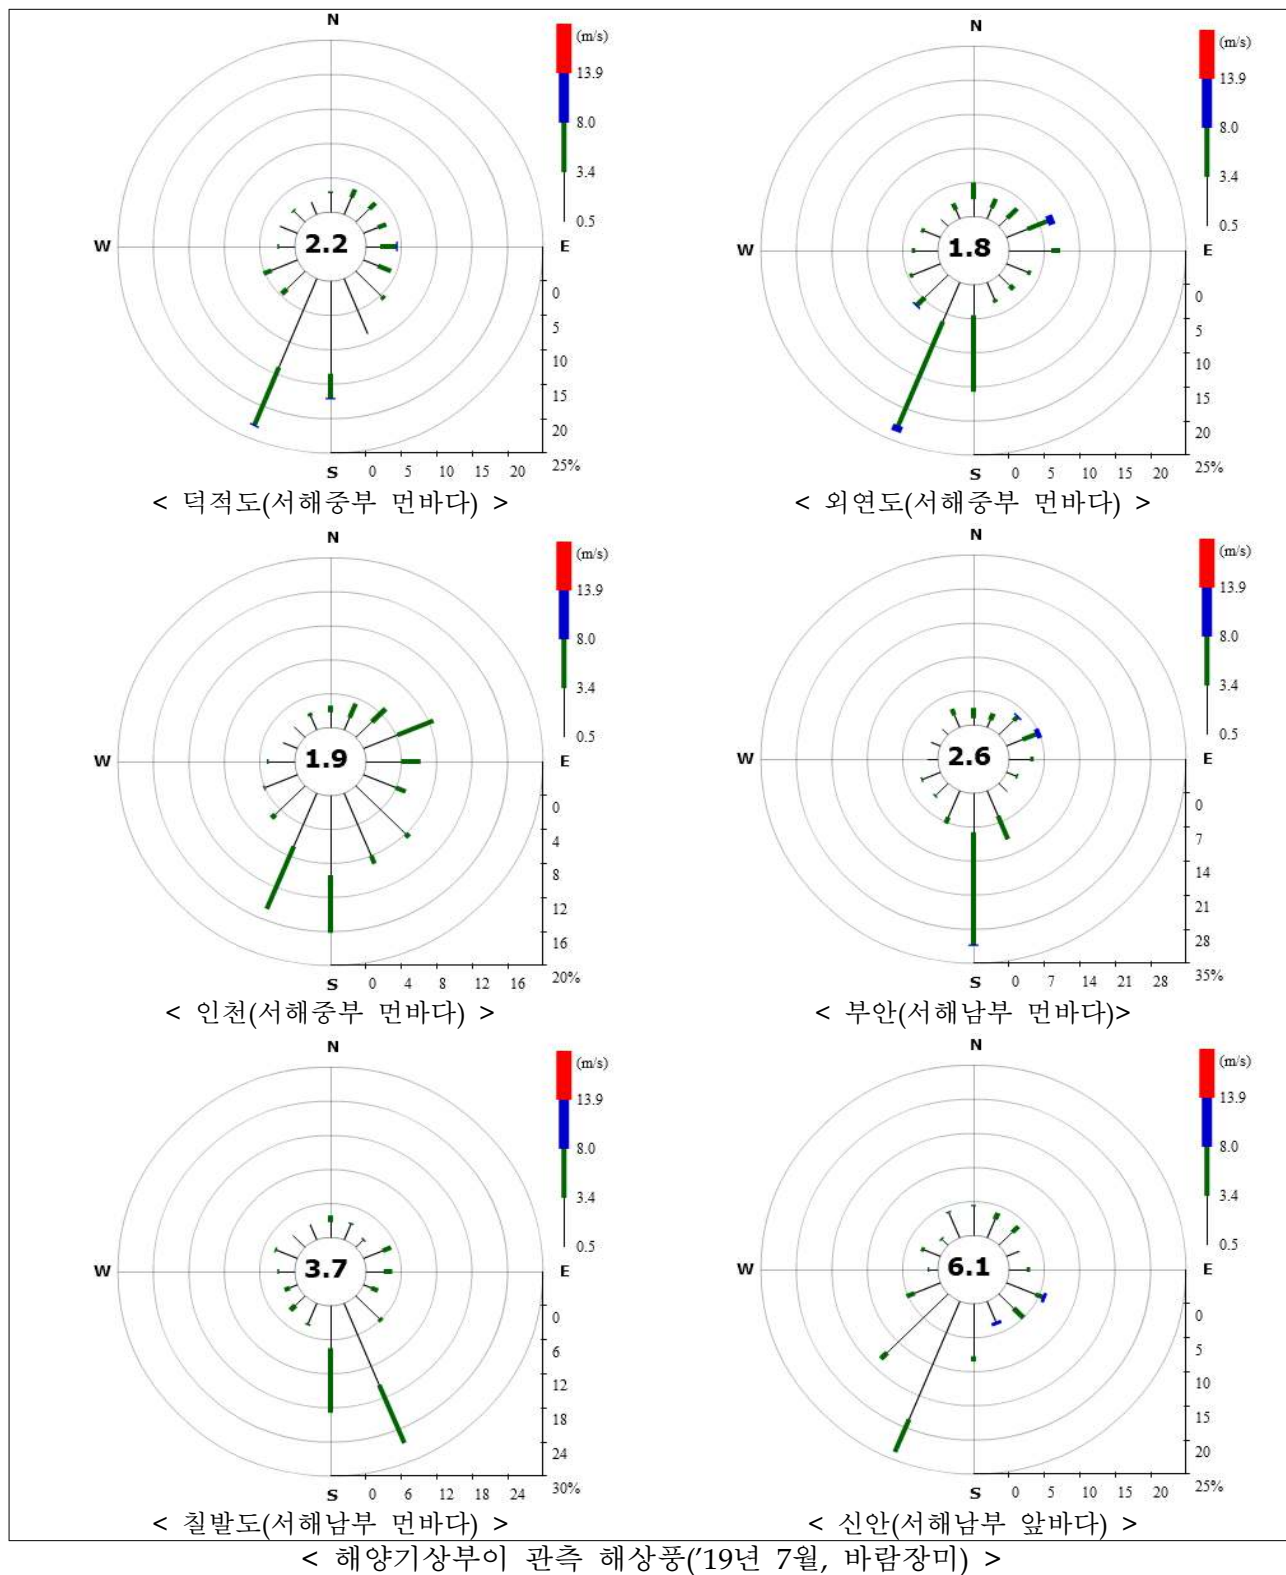 N
(m/s)
13.9
8.0
3.4
0.5
W
2.2
E
0
5
10
15
20
25%
S 0 5 10 15 20
< 덕적도(서해중부 먼바다) >
N
(m/s)
13.9
8.0
3.4
0.5
W
1.8
E
0
5
10
15
20
25%
S 0 5 10 15 20
< 외연도(서해중부 먼바다) >
N
(m/s)
13.9
8.0
3.4
0.5
W
1.9
E
0
4
8
12
16
20%
S 0 4 8 12 16
< 인천(서해중부 먼바다) >
N
(m/s)
13.9
8.0
3.4
0.5
W
2.6
E
0
7
14
21
28
35%
S 0 7 14 21 28
< 부안(서해남부 먼바다)>
N
(m/s)
13.9
8.0
3.4
0.5
W
3.7
E
0
6
12
18
24
30%
S 0 6 12 18 24
< 칠발도(서해남부 먼바다) >
N
(m/s)
13.9
8.0
3.4
0.5
W
6.1
E
0
5
10
15
20
25%
S 0 5 10 15 20
< 신안(서해남부 앞바다) >
< 해양기상부이 관측 해상풍('19년 7월, 바람장미) >